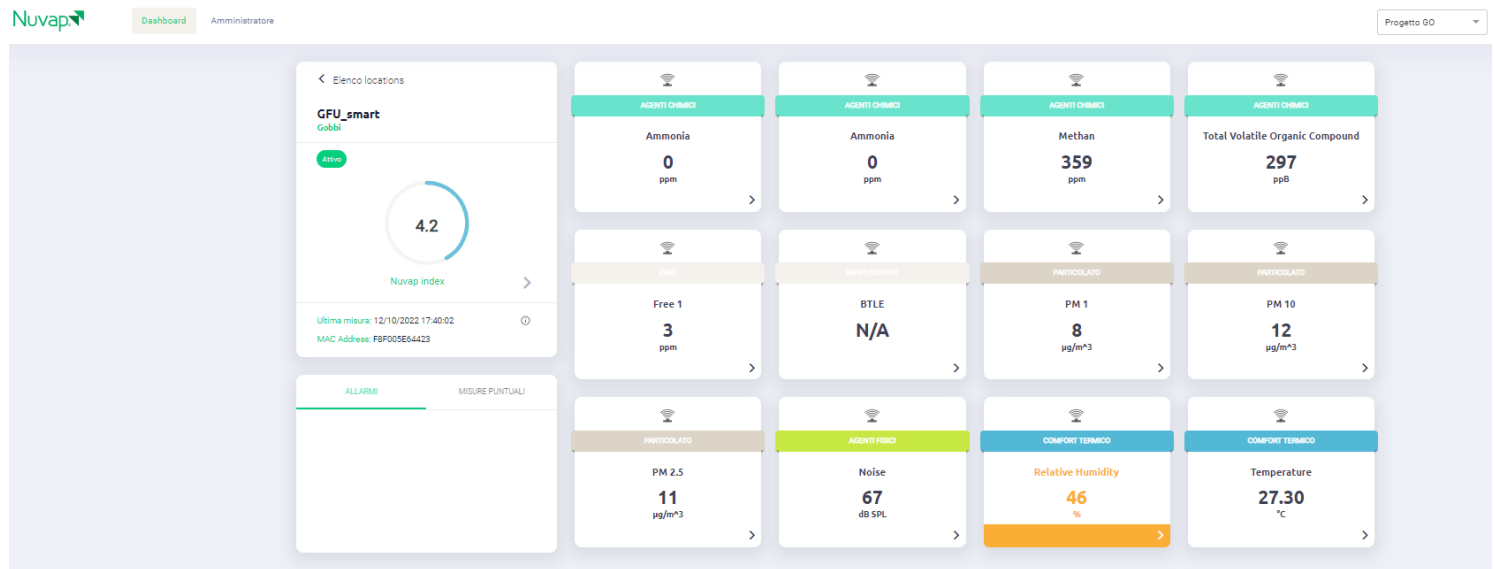 Nuvap
Dashboard
Amministratore
Progetto GO
Elenco locations
GFU_smart
Gobbi
Attivo
4.2
Nuvap index
Ultima misura: 12/10/2022 17:40:02
MAC Address: F8F005E64423
ALLARMI
MISURE PUNTUALI
AGENTI CHIMICI
Ammonia
0
ppm
AGENTI CHIMICI
Ammonia
0
ppm
AGENTI CHIMICI
Methan
359
ppm
AGENTI CHIMICI
Total Volatile Organic Compound
297
ppB
FREE
Free 1
3
ppm
INPUT/OUTPUT
BTLE
N/A
PARTICOLATO
PM 1
8
µg/m^3
PARTICOLATO
PM 10
12
µg/m^3
PARTICOLATO
PM 2.5
11
µg/m^3
AGENTI FISICI
Noise
67
dB SPL
COMFORT TERMICO
Relative Humidity
46
%
COMFORT TERMICO
Temperature
27.30
°C